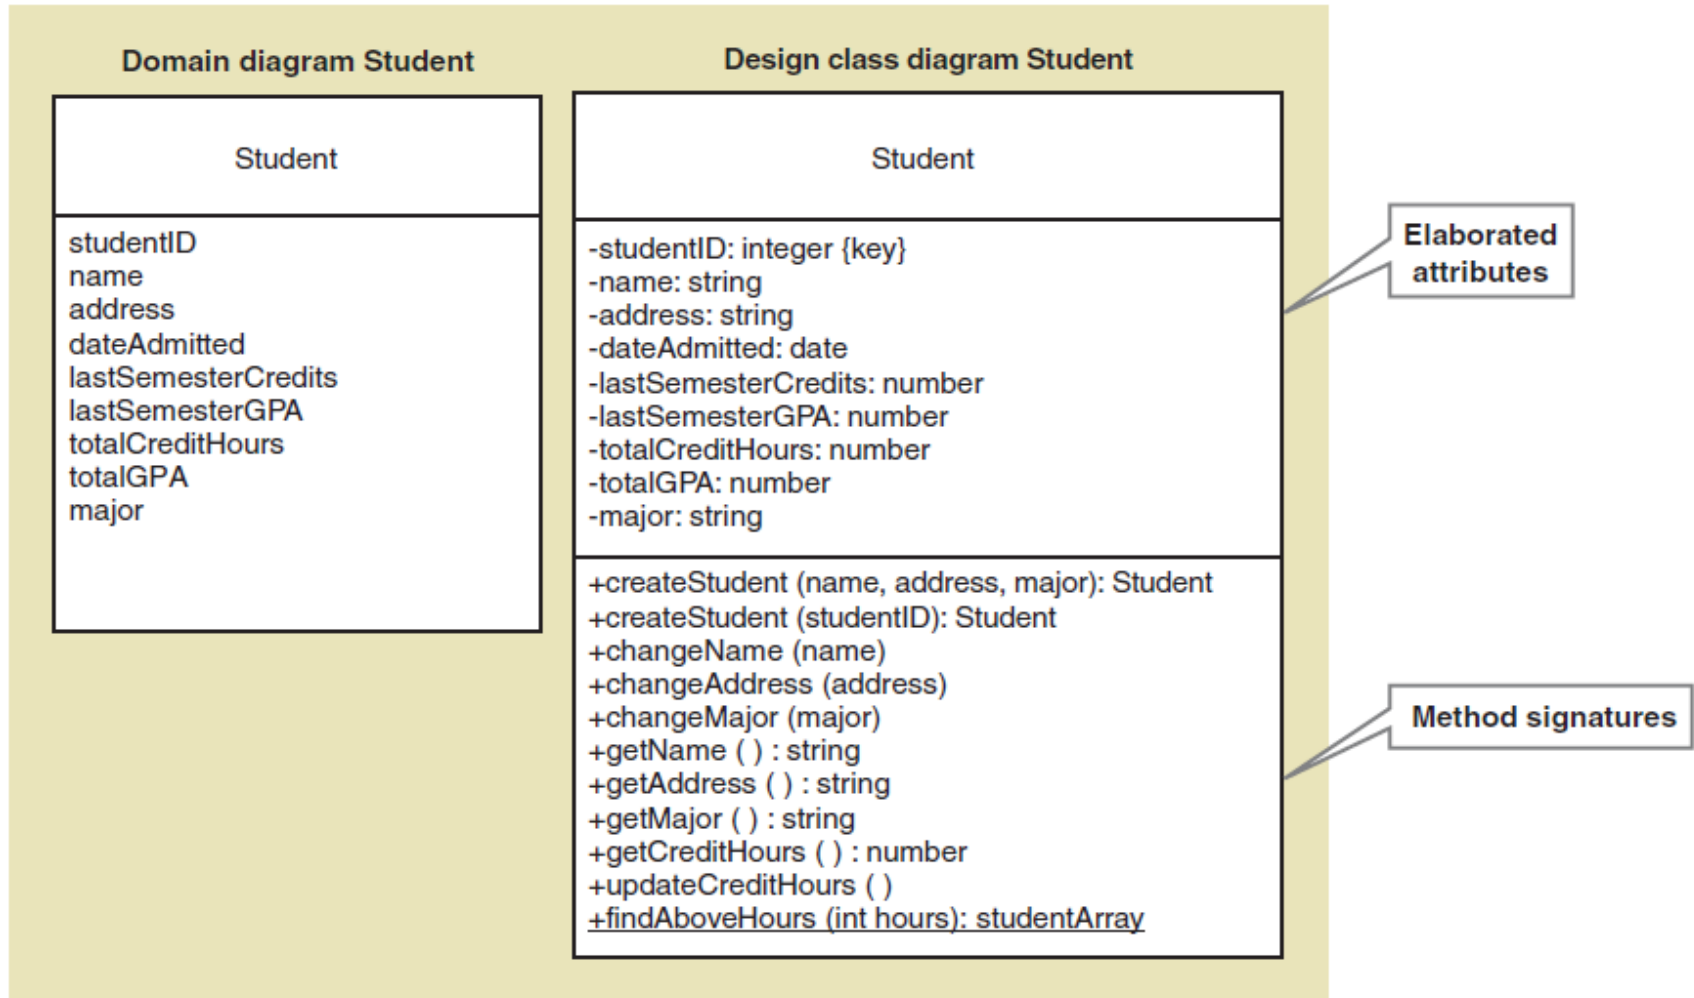 Domain diagram Student
Student
studentID
name
address
dateAdmitted
lastSemesterCredits
lastSemesterGPA
totalCreditHours
totalGPA
major
Design class diagram Student
Student
-studentID: integer {key}
-name: string
-address: string
-dateAdmitted: date
-lastSemesterCredits: number
-lastSemesterGPA: number
-totalCreditHours: number
-totalGPA: number
-major: string
+createStudent (name, address, major): Student
+createStudent (studentID): Student
+changeName (name)
+changeAddress (address)
+changeMajor (major)
+getName ( ) : string
+getAddress ( ) : string
+getMajor ( ) : string
+getCreditHours ( ) : number
+updateCreditHours ( )
+findAboveHours (int hours): studentArray
Elaborated
attributes
Method signatures